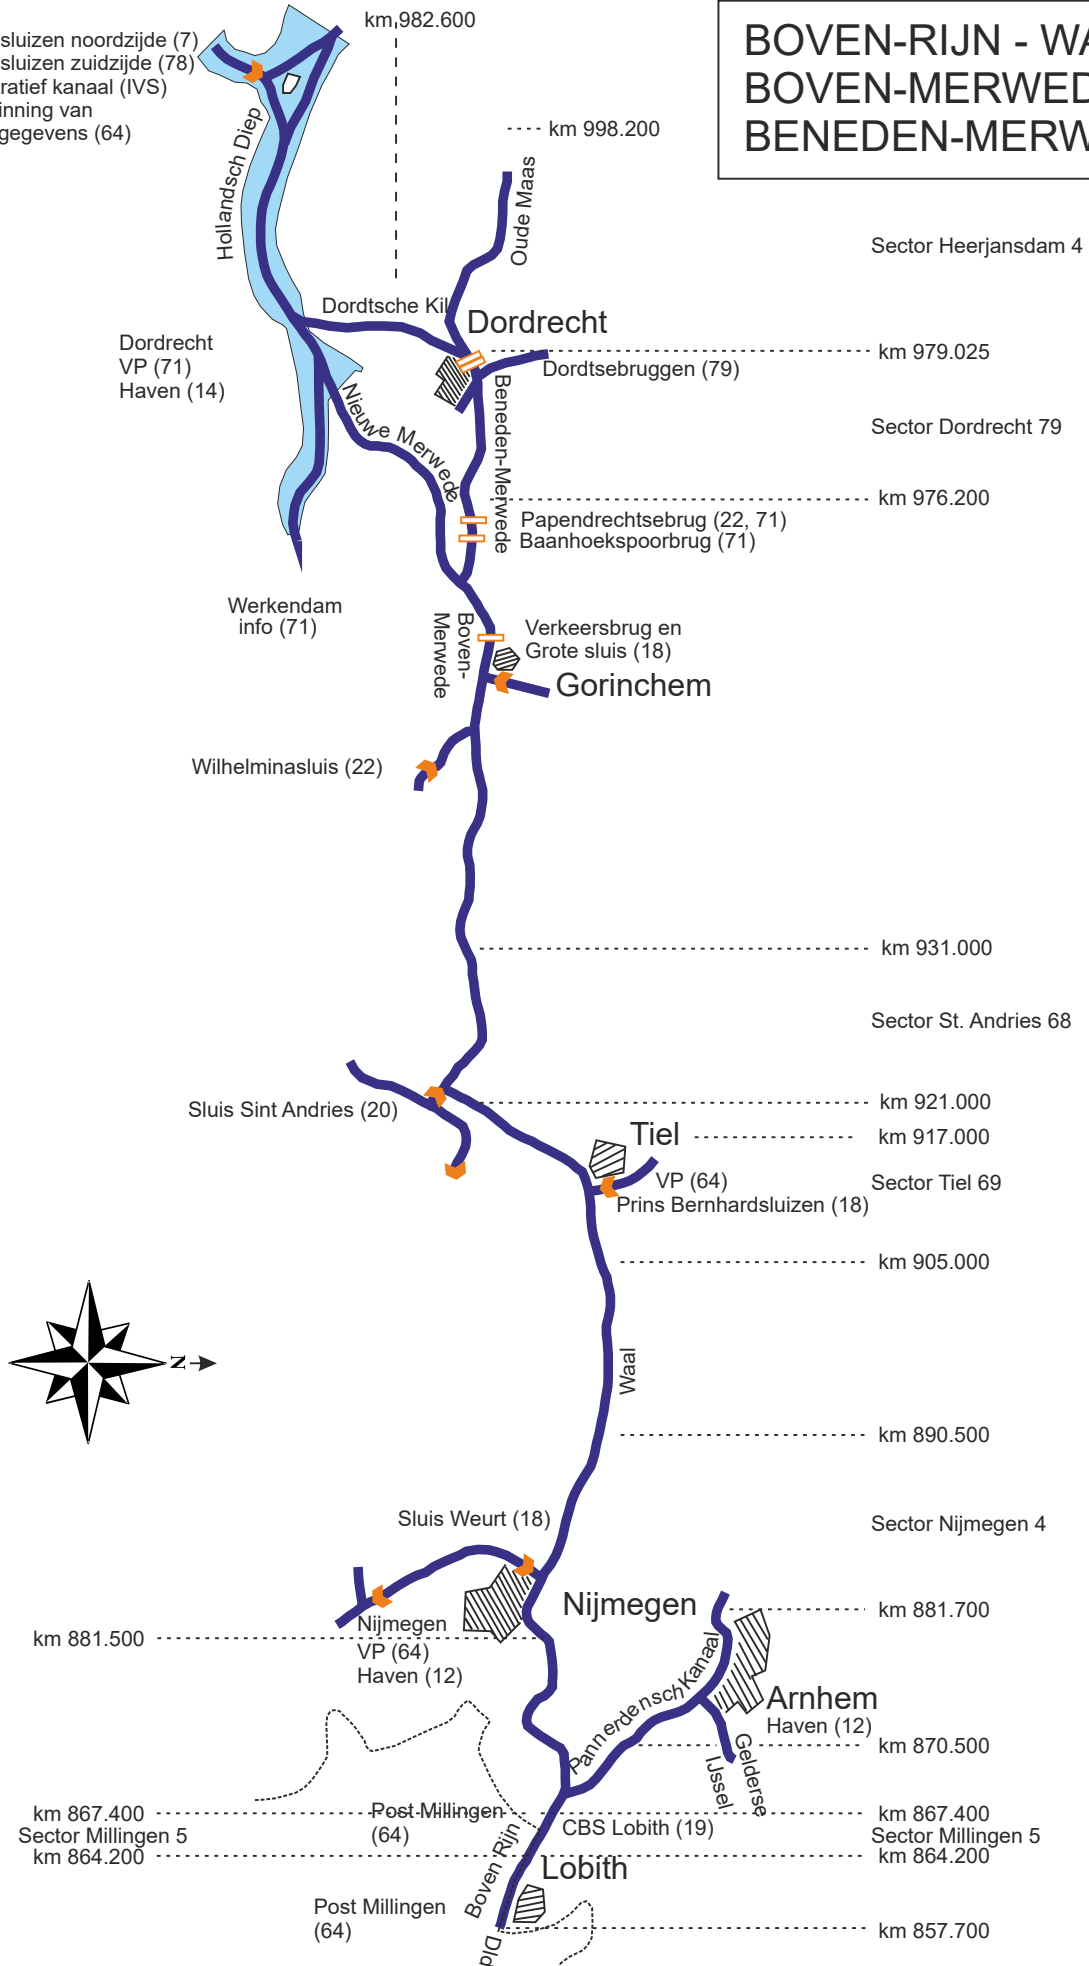 sluizen noordzijde (7)
sluizen zuidzijde (78)
ratief kanaal (IVS)
inning van
gegevens (64)
km 982.600
BOVEN-RIJN - WA
BOVEN-MERWED
BENEDEN-MERW
km 998.200
Hollandsch Diep
Oude Maas
Sector Heerjansdam 4
Dordtsche Kil
Dordrecht
Dordrecht
VP (71)
Haven (14)
km 979.025
Dordtsebruggen (79)
Nieuwe Merwede
Beneden-Merwede
Sector Dordrecht 79
km 976.200
Papendrechtsebrug (22, 71)
Baanhoekspoorbrug (71)
Werkendam
info (71)
Boven-
Merwede
Verkeersbrug en
Grote sluis (18)
Gorinchem
Wilhelminasluis (22)
km 931.000
Sector St. Andries 68
Sluis Sint Andries (20)
km 921.000
Tiel
km 917.000
VP (64)
Sector Tiel 69
Prins Bernhardsluizen (18)
km 905.000
N
Waal
km 890.500
Sluis Weurt (18)
Sector Nijmegen 4
Nijmegen
km 881.700
Nijmegen
VP (64)
Haven (12)
km 881.500
Pannerdensch Kanaal
Arnhem
Haven (12)
km 870.500
Gelderse
IJssel
km 867.400
Sector Millingen 5
km 864.200
Post Millingen
(64)
CBS Lobith (19)
km 867.400
Sector Millingen 5
km 864.200
Boven Rijn
Lobith
Post Millingen
(64)
km 857.700